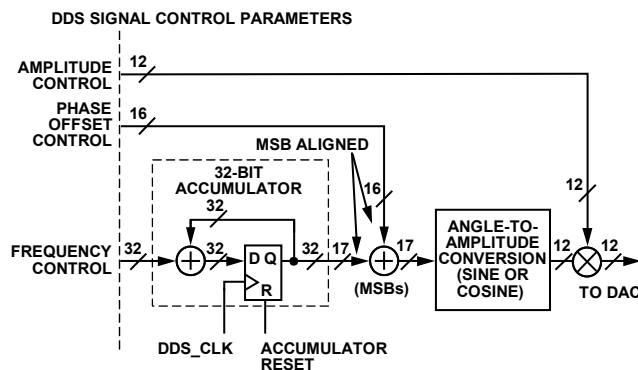 DDS SIGNAL CONTROL PARAMETERS
AMPLITUDE
CONTROL
12
PHASE
OFFSET
CONTROL
16
MSB ALIGNED
32-BIT
ACCUMULATOR
32
16
12
FREQUENCY
CONTROL
32
32
D Q
R
32
17
(MSBs)
17
ANGLE-TO-
AMPLITUDE
CONVERSION
(SINE OR
COSINE)
12
12
TO DAC
DDS_CLK
ACCUMULATOR
RESET